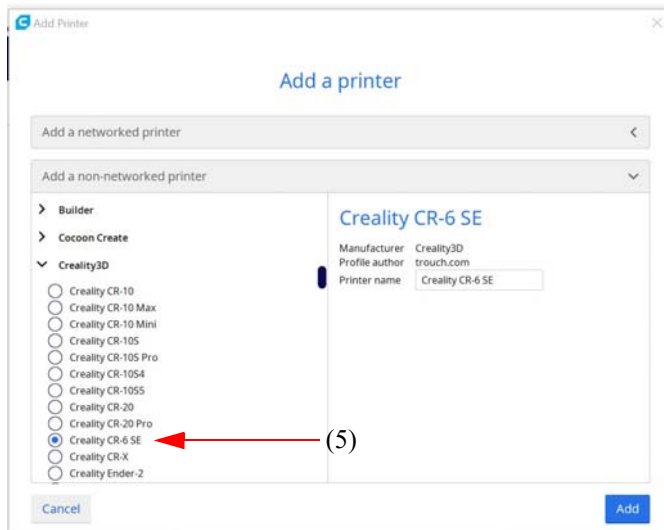 Add Printer
Add a printer
Add a networked printer
Add a non-networked printer
Builder
Cocoon Create
Creality3D
Creality CR-10
Creality CR-10 Max
Creality CR-10 Mini
Creality CR-10S
Creality CR-10S Pro
Creality CR-10S4
Creality CR-10S5
Creality CR-20
Creality CR-20 Pro
Creality CR-6 SE
Creality CR-X
Creality Ender-2
Creality CR-6 SE
Manufacturer Creality3D
Profile author trouch.com
Printer name Creality CR-6 SE
(5)
Cancel
Add